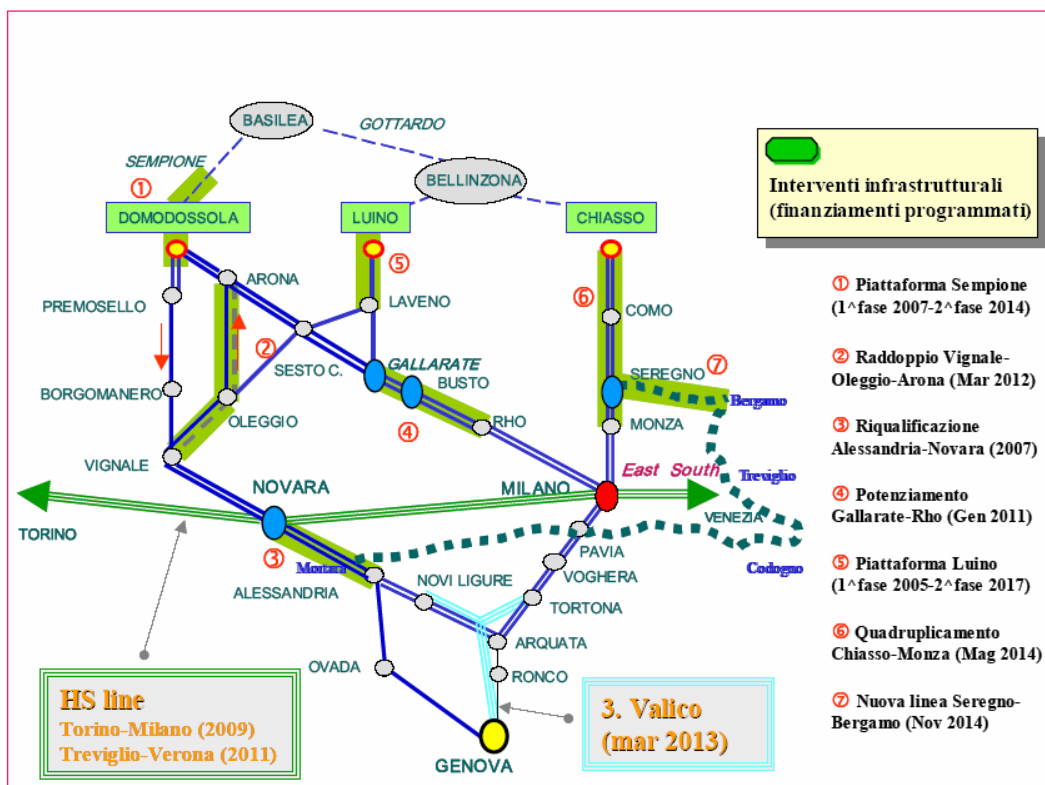 BASILEA
GOTTARDO
SEMPIONE
BELLINZONA
①
DOMODOSSOLA
LUINO
CHIASSO
⑤
ARONA
PREMOSELLO
LAVENO
⑥
COMO
②
SESTO C.
GALLARATE
BUSTO
SEREGNO
⑦
Bergamo
BORGOMANERO
OLEGGIO
④
RHO
MONZA
VIGNALE
East South
NOVARA
MILANO
Treviglio
TORINO
VENEZIA
③
Mortara
PAVIA
Codogno
ALESSANDRIA
NOVI LIGURE
VOGHERA
TORTONA
ARQUATA
OVADA
RONCO
GENOVA
HS line
Torino-Milano (2009)
Treviglio-Verona (2011)
3. Valico
(mar 2013)
Interventi infrastrutturali
(finanziamenti programmati)
① Piattaforma Sempione
(1^fase 2007-2^fase 2014)
② Raddoppio Vignale-
Oleggio-Arona (Mar 2012)
③ Riqualificazione
Alessandria-Novara (2007)
④ Potenziamento
Gallarate-Rho (Gen 2011)
⑤ Piattaforma Luino
(1^fase 2005-2^fase 2017)
⑥ Quadruplicamento
Chiasso-Monza (Mag 2014)
⑦ Nuova linea Seregno-
Bergamo (Nov 2014)